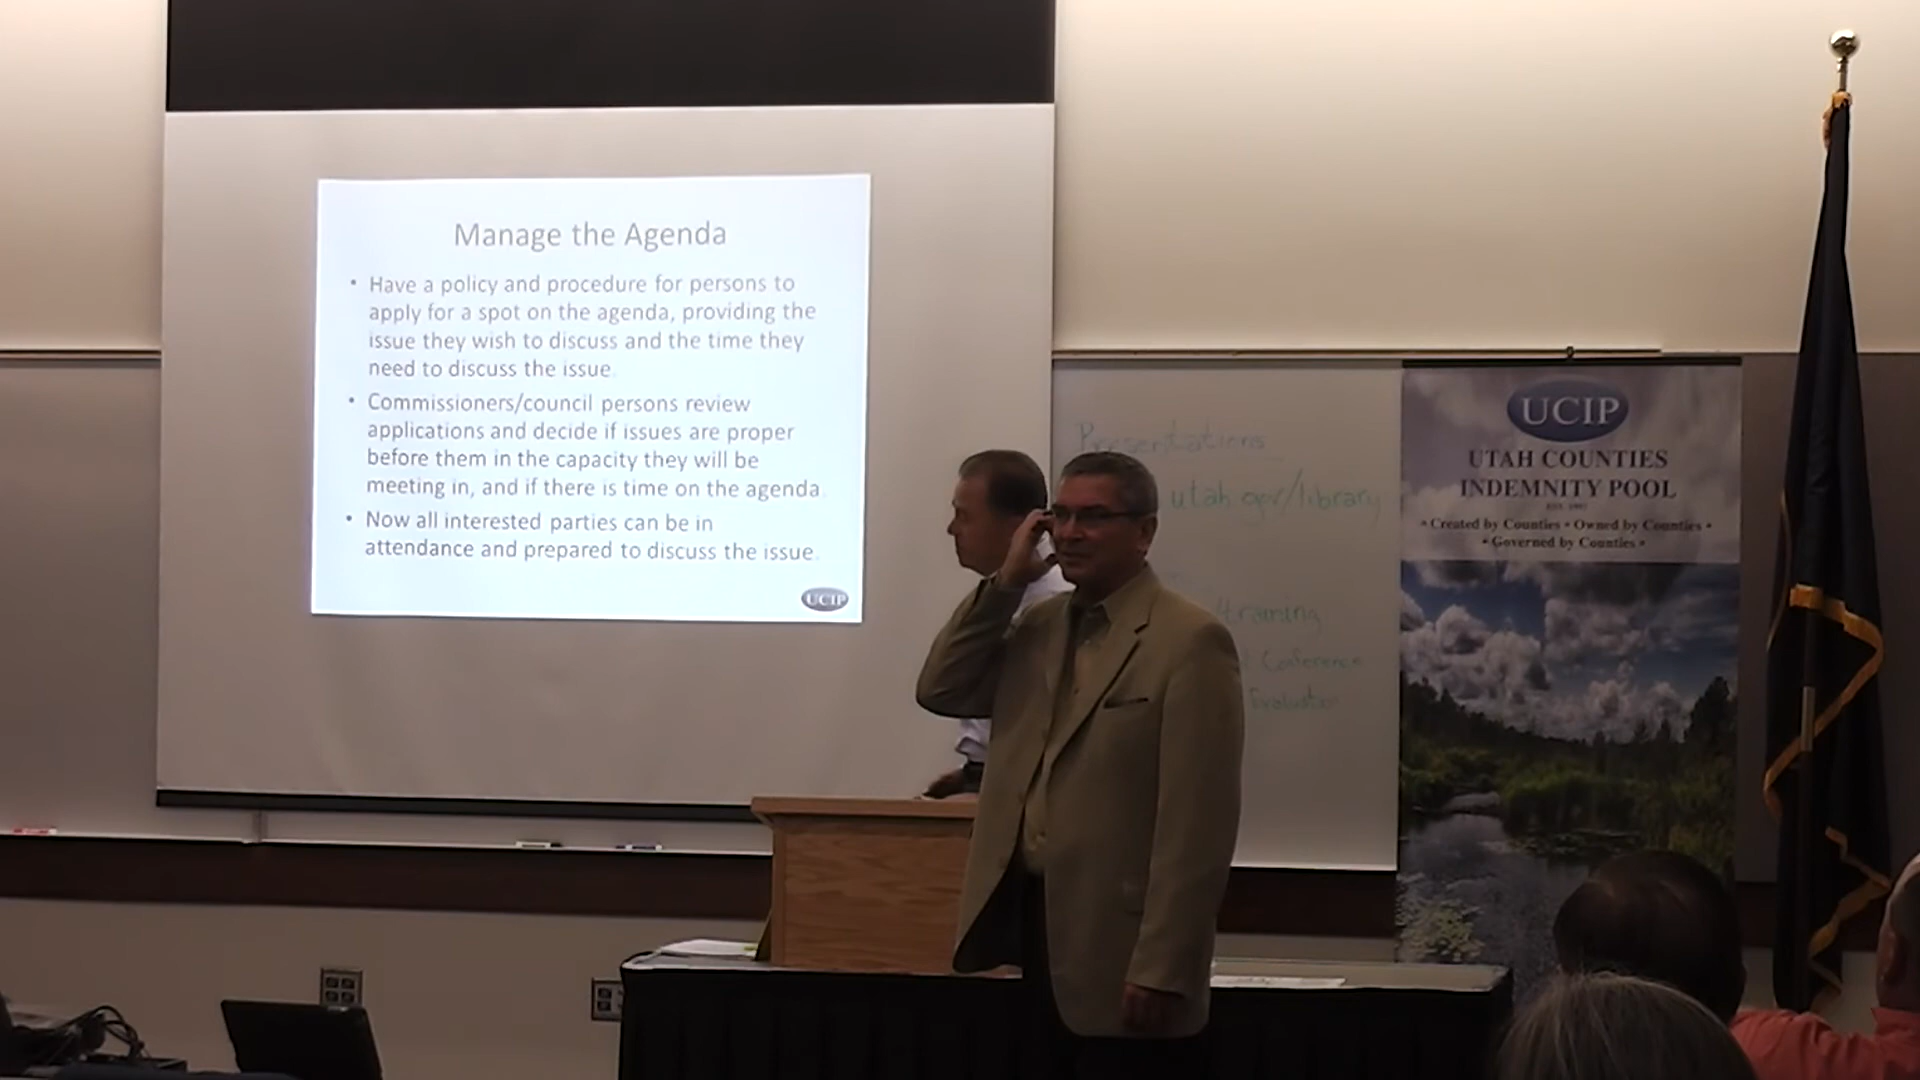 Manage the Agenda
• Have a policy and procedure for persons to
apply for a spot on the agenda, providing the
issue they wish to discuss and the time they
need to discuss the issue.
• Commissioners/council persons review
applications and decide if issues are proper
before them in the capacity they will be
meeting in, and if there is time on the agenda.
• Now all interested parties can be in
attendance and prepared to discuss the issue.
UCIP
Presentations
utah.gov/library
/training
Conference
Evaluation
UCIP
UTAH COUNTIES
INDEMNITY POOL
• Created by Counties • Owned by Counties •
• Governed by Counties •